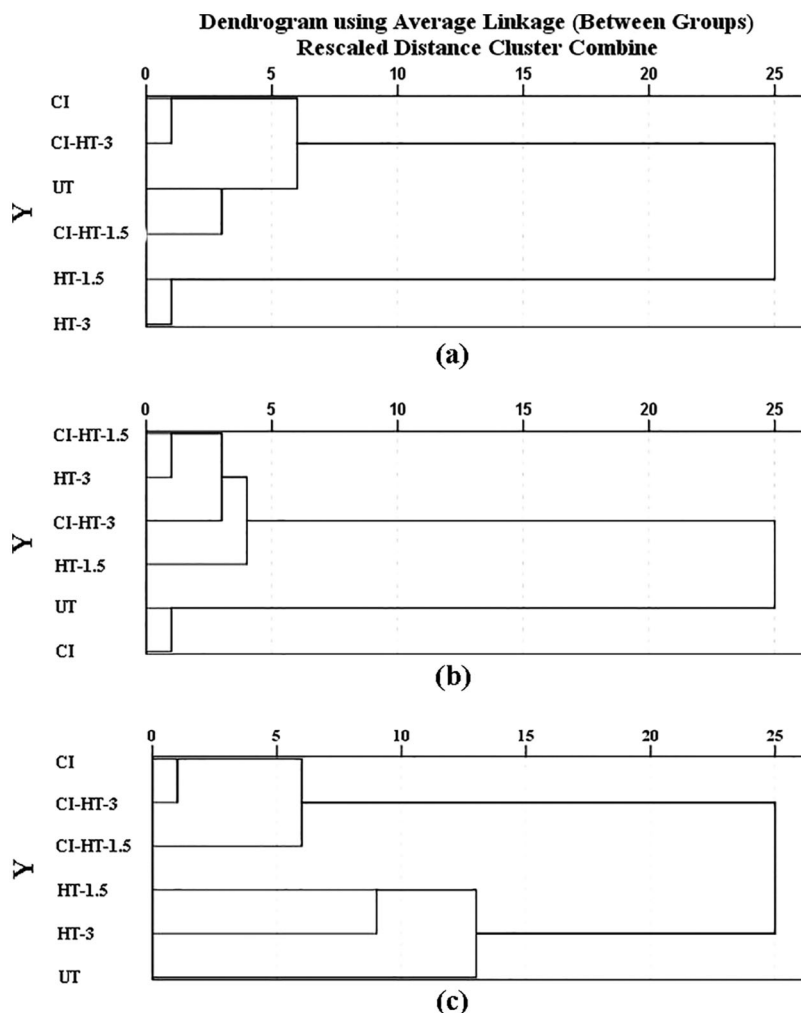 Dendrogram using Average Linkage (Between Groups)
Rescaled Distance Cluster Combine
0 5 10 15 20 25
CI
CI-HT-3
UT
CI-HT-1.5
HT-1.5
HT-3
Y
(a)
0 5 10 15 20 25
CI-HT-1.5
HT-3
CI-HT-3
HT-1.5
UT
CI
Y
(b)
0 5 10 15 20 25
CI
CI-HT-3
CI-HT-1.5
HT-1.5
HT-3
UT
Y
(c)